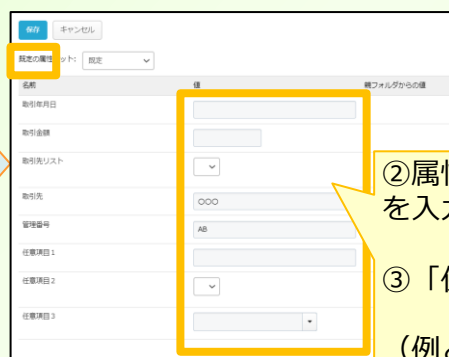 保存 キャンセル
既定の属性セット: 既定
名前 値 親フォルダからの値
取引年月日
取引金額
取引先リスト
取引先 〇〇〇
管理番号 AB
任意項目1
任意項目2
任意項目3
②属性
を入
③「
(例